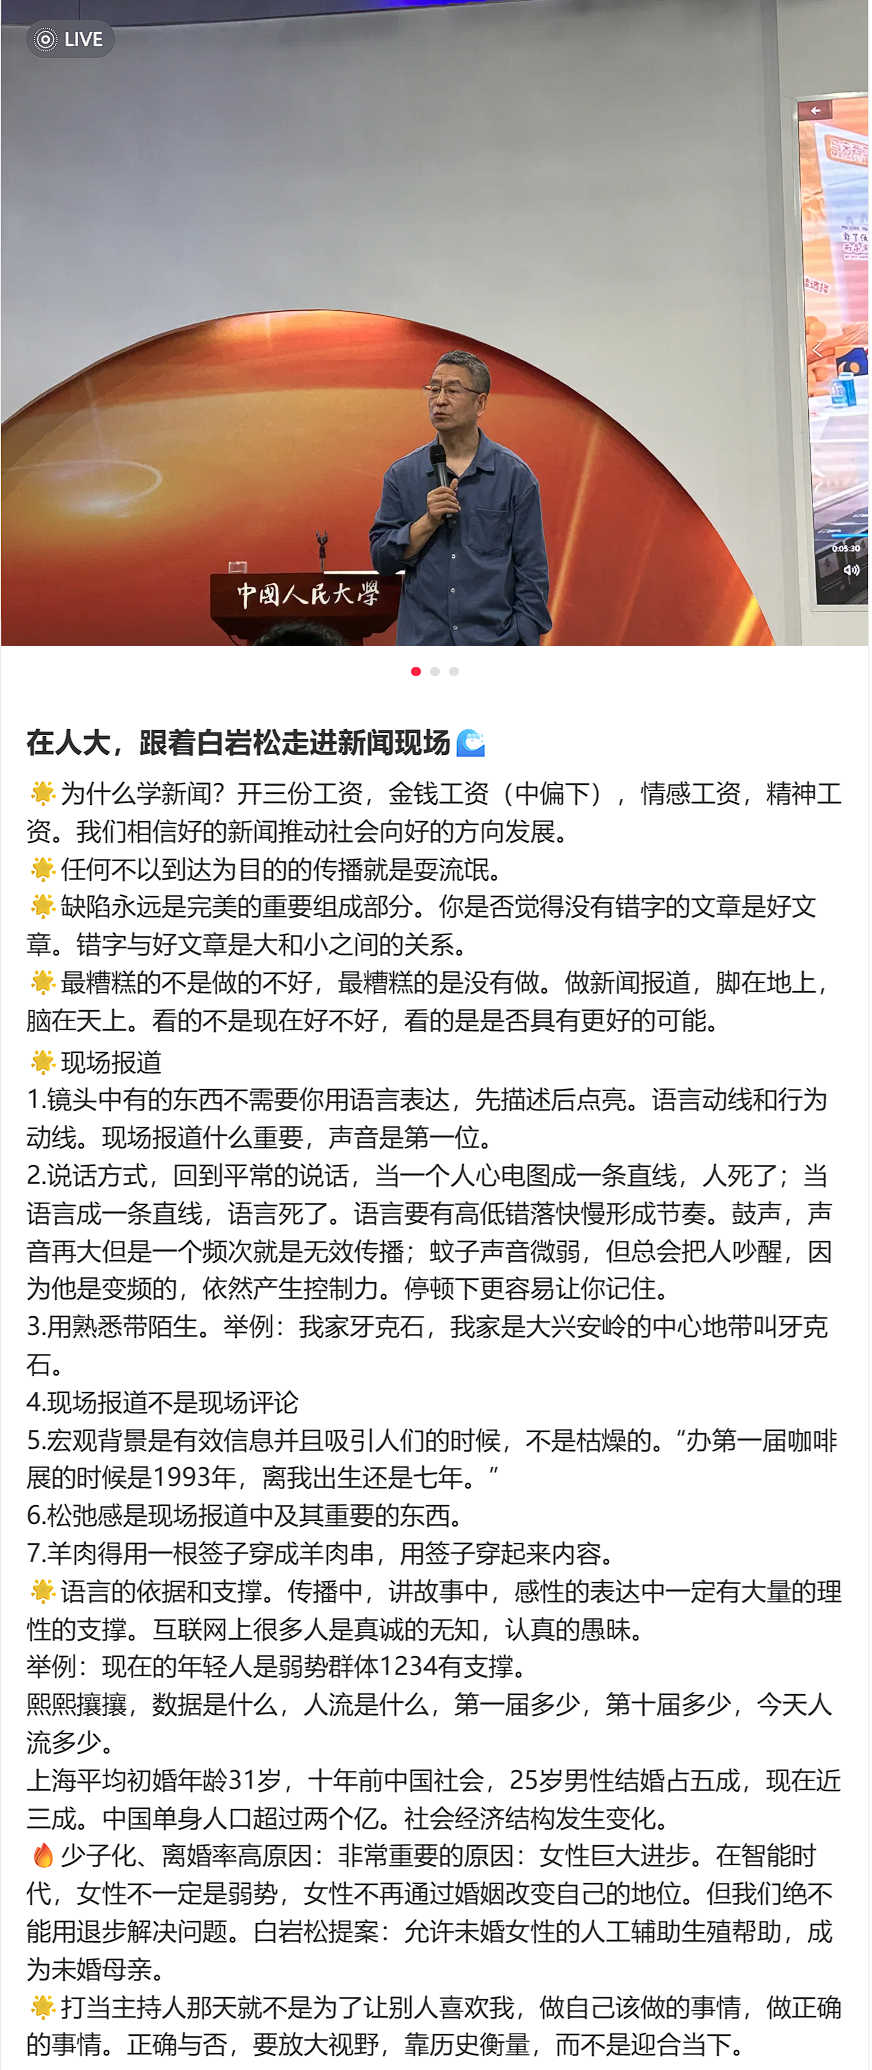 LIVE
0:05:30
中國人民大學
在人大，跟着白岩松走进新闻现场
为什么学新闻？开三份工资，金钱工资（中偏下），情感工资，精神工
资。我们相信好的新闻推动社会向好的方向发展。
任何不以到达为目的的传播就是耍流氓。
缺陷永远是完美的重要组成部分。你是否觉得没有错字的文章是好文
章。错字与好文章是大和小之间的关系。
最糟糕的不是做的不好，最糟糕的是没有做。做新闻报道，脚在地上，
脑在天上。看的不是现在好不好，看的是是否具有更好的可能。
现场报道
1.镜头中有的东西不需要你用语言表达，先描述后点亮。语言动线和行为
动线。现场报道什么重要，声音是第一位。
2.说话方式，回到平常的说话，当一个人心电图成一条直线，人死了；当
语言成一条直线，语言死了。语言要有高低错落快慢形成节奏。鼓声，声
音再大但是一个频次就是无效传播；蚊子声音微弱，但总会把人吵醒，因
为他是变频的，依然产生控制力。停顿下更容易让你记住。
3.用熟悉带陌生。举例：我家牙克石，我家是大兴安岭的中心地带叫牙克
石。
4.现场报道不是现场评论
5.宏观背景是有效信息并且吸引人们的时候，不是枯燥的。“办第一届咖啡
展的时候是1993年，离我出生还是七年。”
6.松弛感是现场报道中及其重要的东西。
7.羊肉得用一根签子穿成羊肉串，用签子穿起来内容。
语言的依据和支撑。传播中，讲故事中，感性的表达中一定有大量的理
性的支撑。互联网上很多人是真诚的无知，认真的愚昧。
举例：现在的年轻人是弱势群体1234有支撑。
熙熙攘攘，数据是什么，人流是什么，第一届多少，第十届多少，今天人
流多少。
上海平均初婚年龄31岁，十年前中国社会，25岁男性结婚占五成，现在近
三成。中国单身人口超过两个亿。社会经济结构发生变化。
少子化、离婚率高原因：非常重要的原因：女性巨大进步。在智能时
代，女性不一定是弱势，女性不再通过婚姻改变自己的地位。但我们绝不
能用退步解决问题。白岩松提案：允许未婚女性的人工辅助生殖帮助，成
为未婚母亲。
打当主持人那天就不是为了让别人喜欢我，做自己该做的事情，做正确
的事情。正确与否，要放大视野，靠历史衡量，而不是迎合当下。